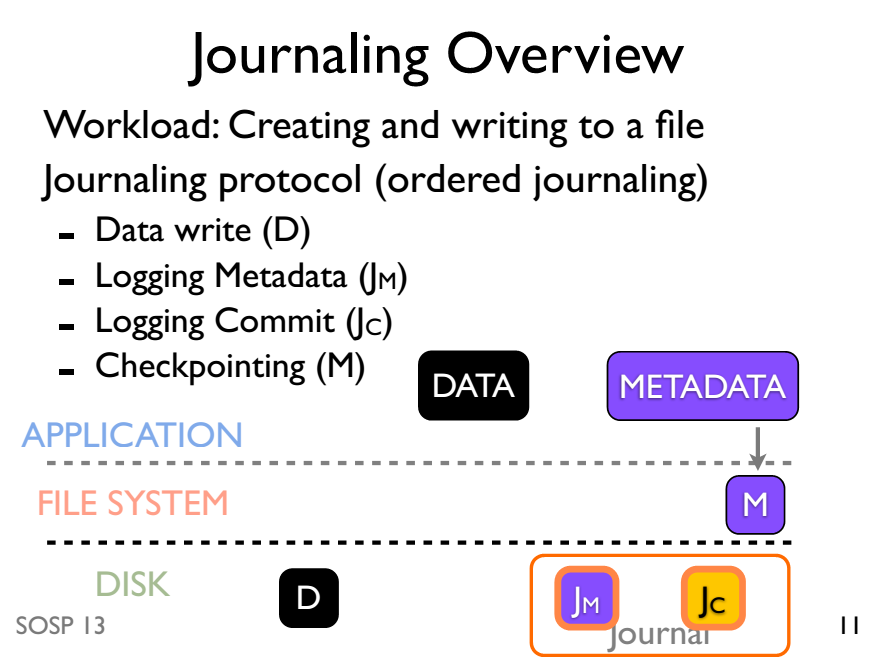 Journaling Overview
Workload: Creating and writing to a file
Journaling protocol (ordered journaling)
- Data write (D)
- Logging Metadata (JM)
- Logging Commit (JC)
- Checkpointing (M)
DATA
METADATA
APPLICATION
FILE SYSTEM
M
DISK
D
JM
JC
Journal
SOSP 13
11